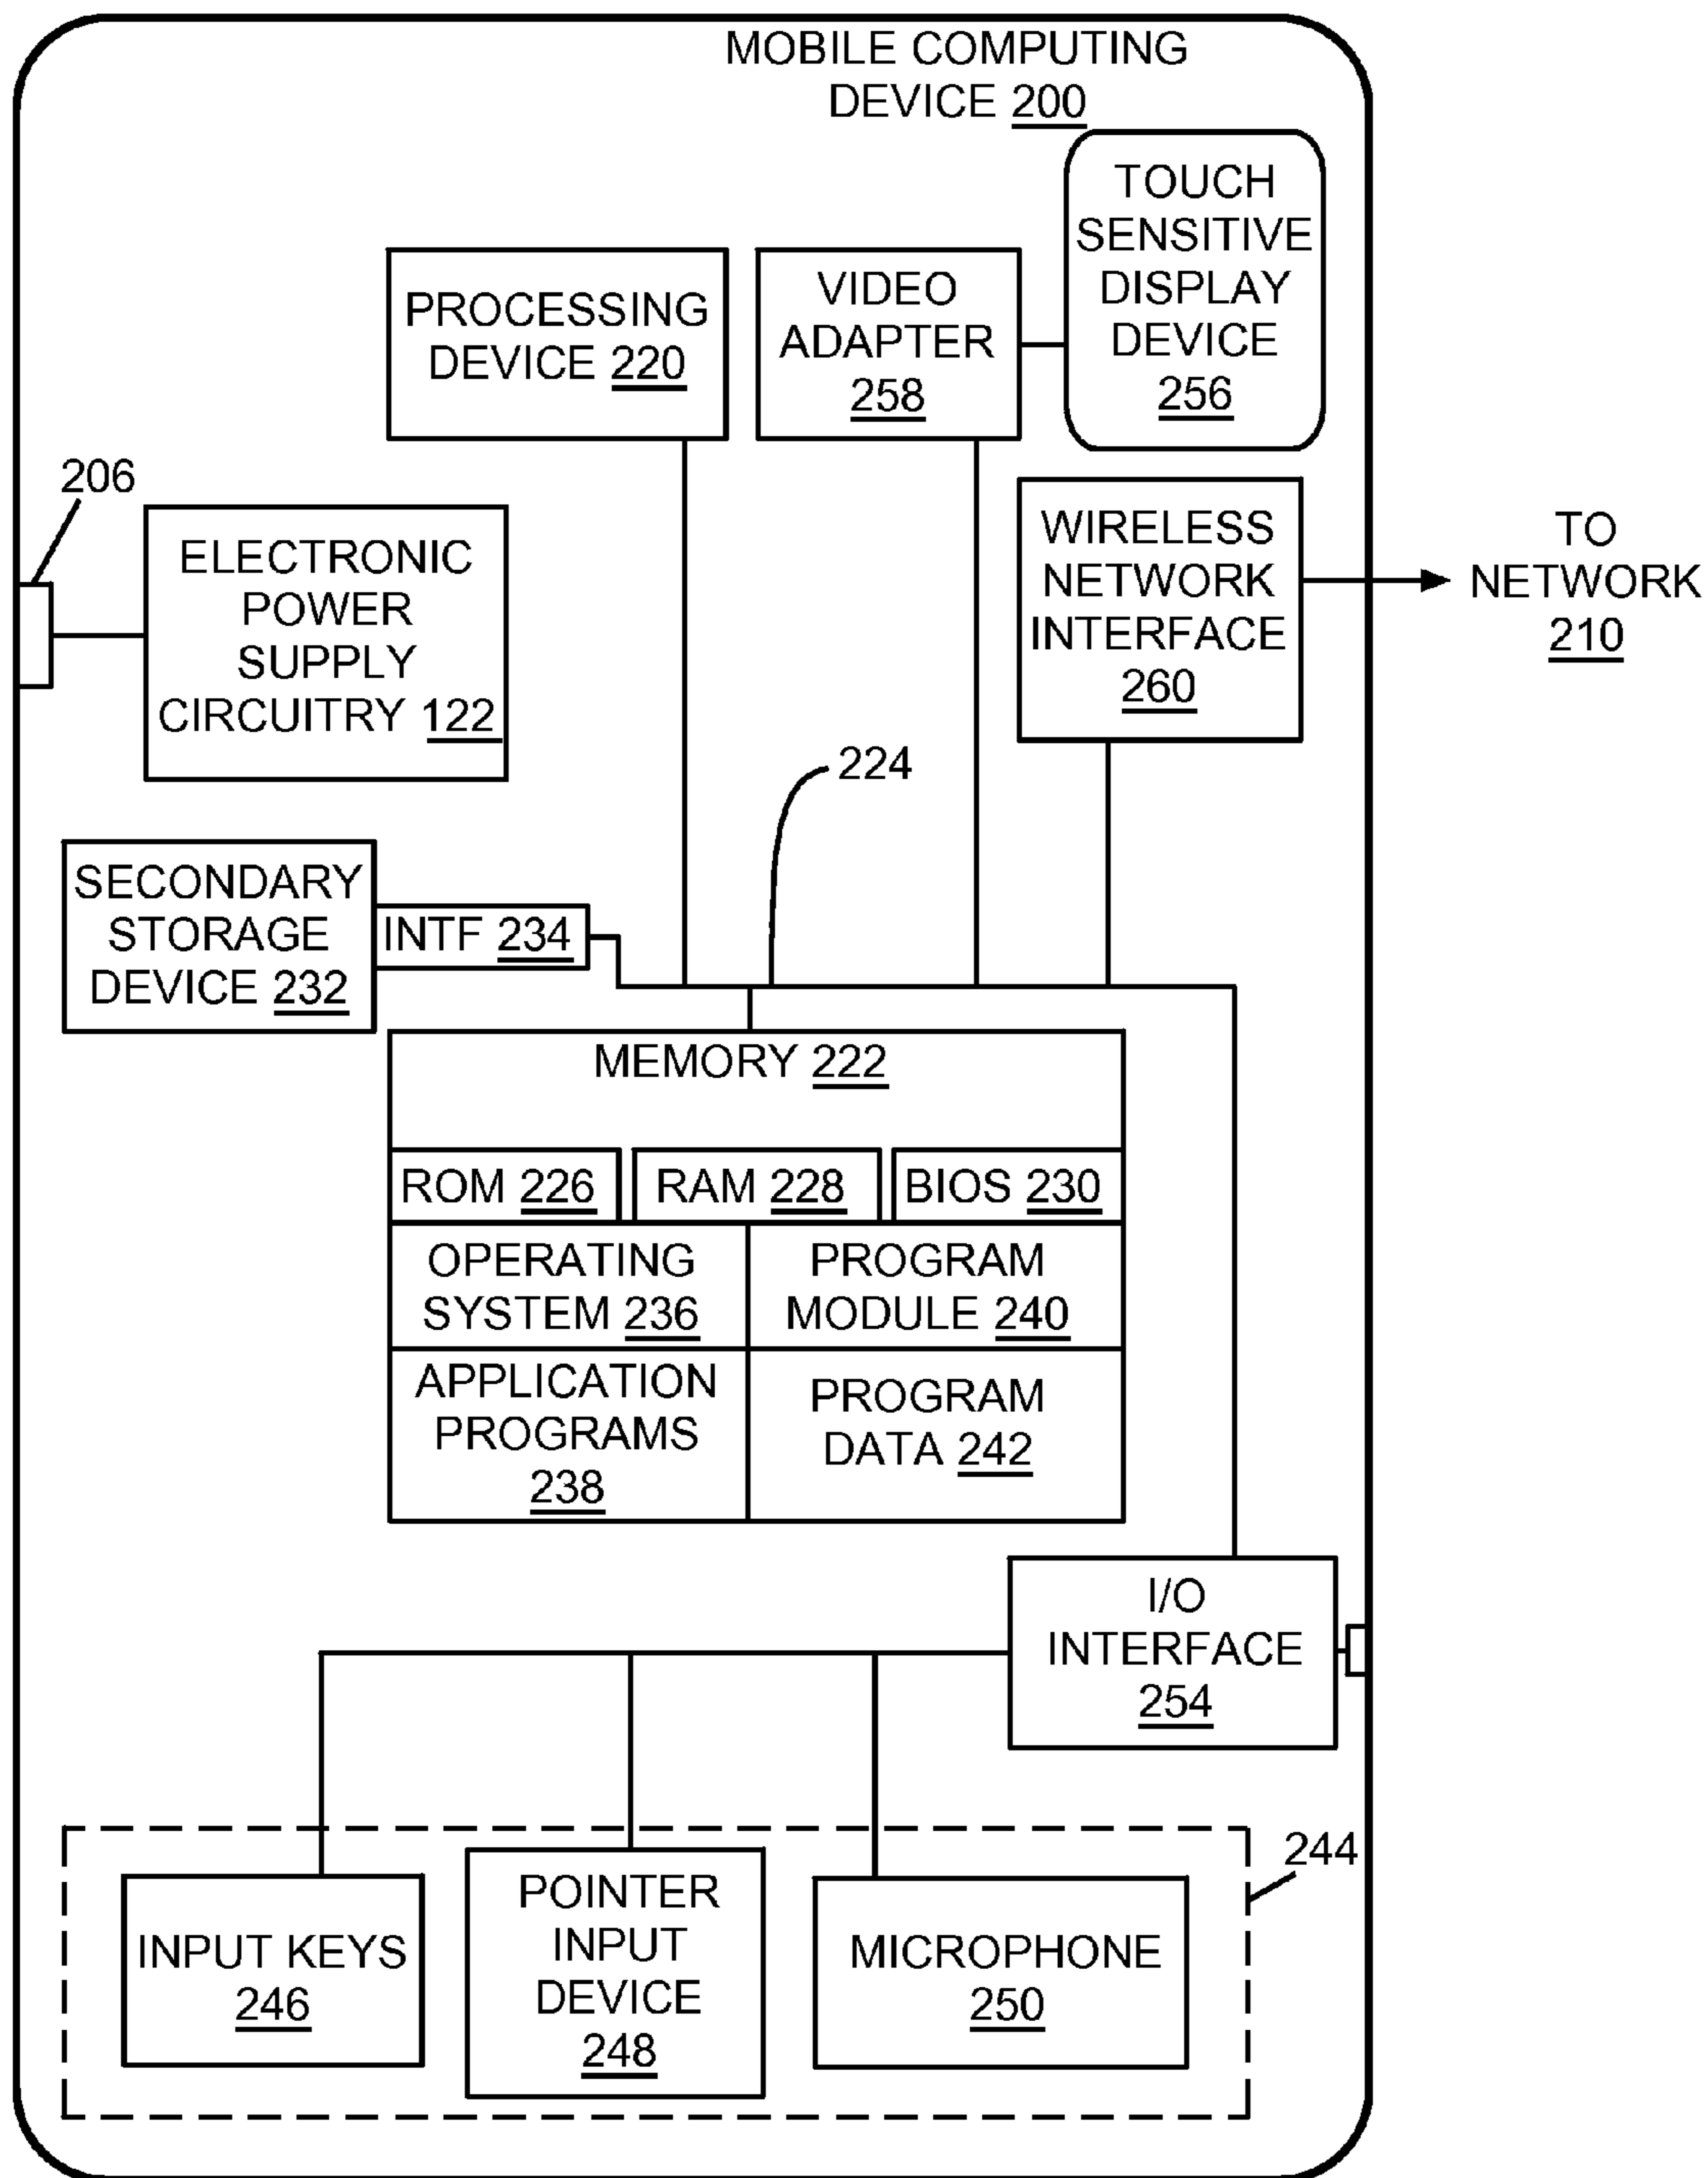 MOBILE COMPUTING
DEVICE 200
TOUCH
SENSITIVE
DISPLAY
DEVICE
256
PROCESSING
DEVICE 220
VIDEO
ADAPTER
258
206
ELECTRONIC
POWER
SUPPLY
CIRCUITRY 122
WIRELESS
NETWORK
INTERFACE
260
TO
NETWORK
210
224
SECONDARY
STORAGE
DEVICE 232
INTF 234
MEMORY 222
ROM 226
RAM 228
BIOS 230
OPERATING
SYSTEM 236
PROGRAM
MODULE 240
APPLICATION
PROGRAMS
238
PROGRAM
DATA 242
I/O
INTERFACE
254
244
INPUT KEYS
246
POINTER
INPUT
DEVICE
248
MICROPHONE
250